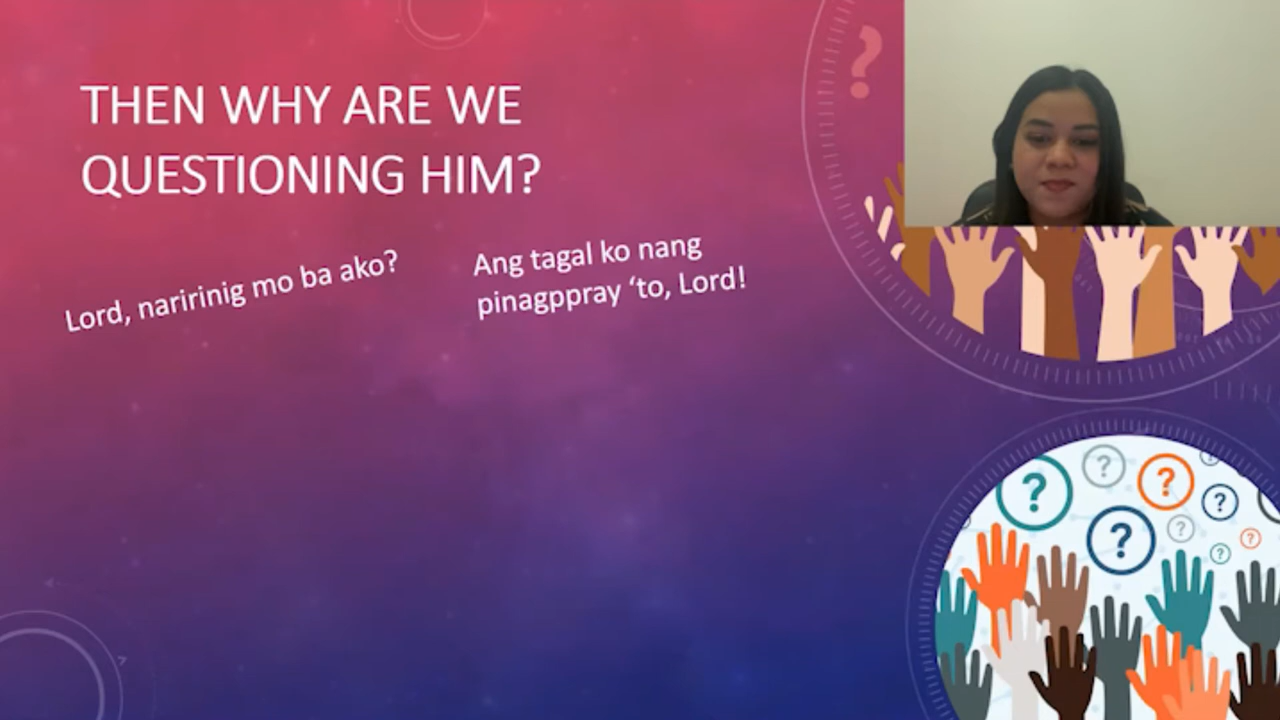 THEN WHY ARE WE
QUESTIONING HIM?
Lord, naririnig mo ba ako?
Ang tagal ko nang
pinagppray ‘to, Lord!
?
? ? ?
? ? ?
? ?